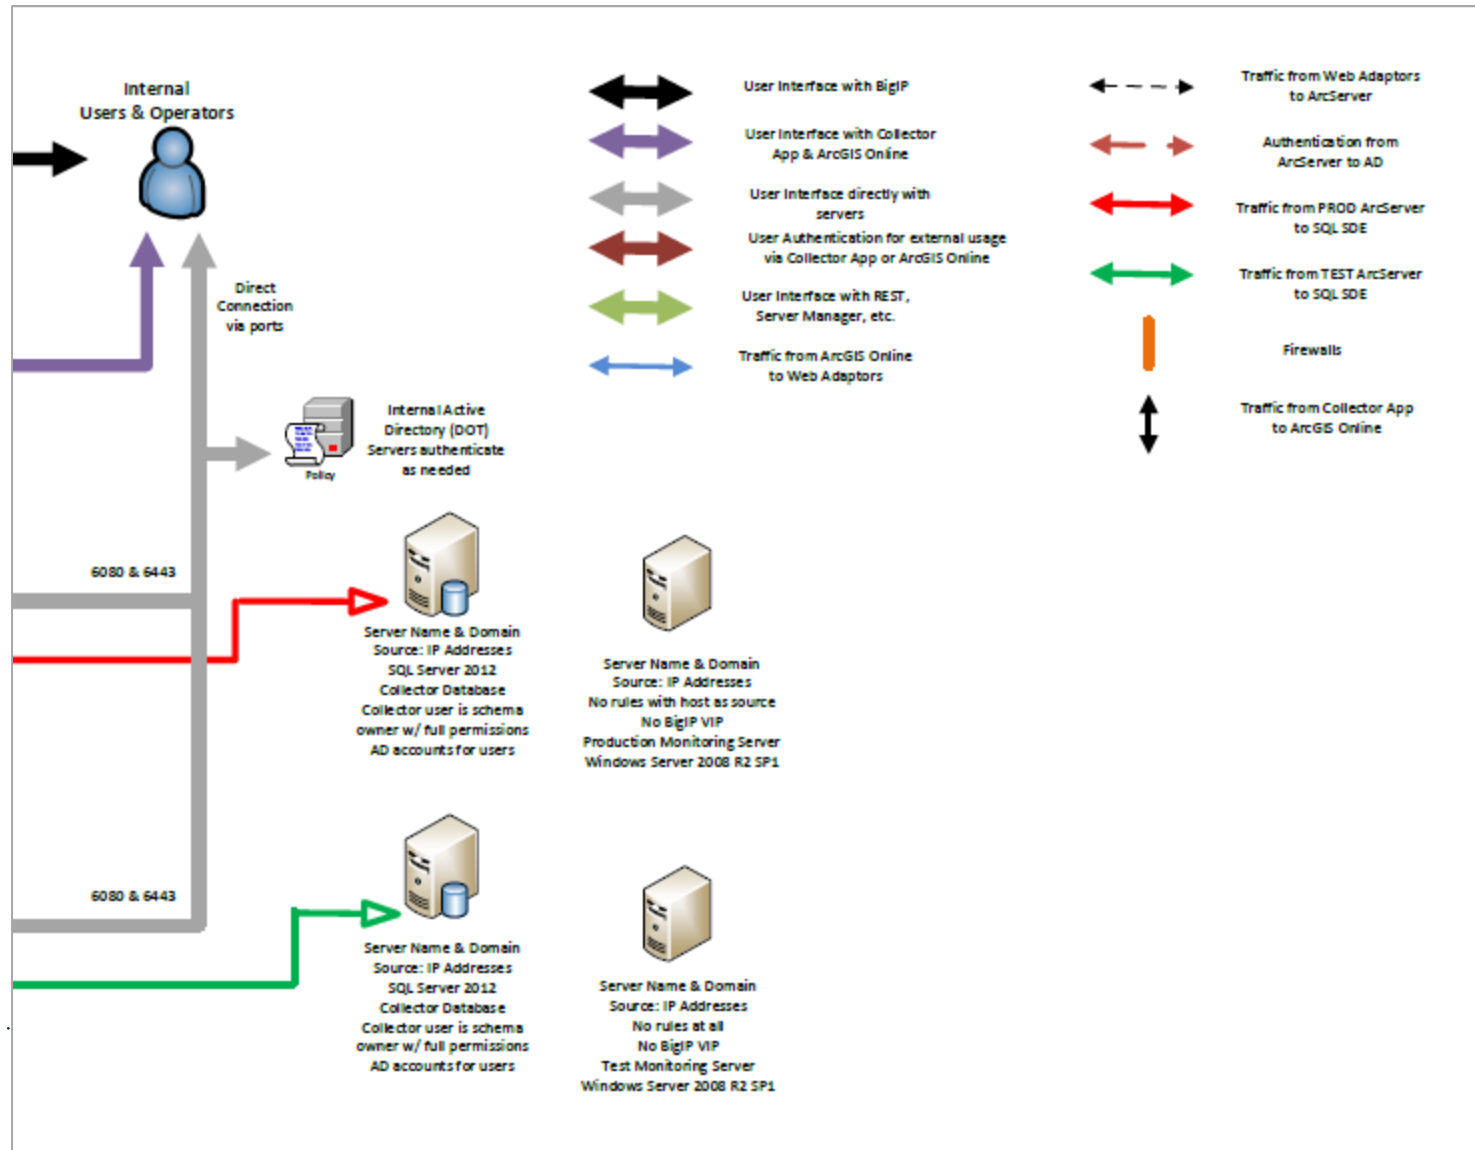 Internal
Users & Operators
Direct
Connection
via ports
Internal Active
Directory (DOT)
Servers authenticate
as needed
Policy
6080 & 6443
Server Name & Domain
Source: IP Addresses
SQL Server 2012
Collector Database
Collector user is schema
owner w/ full permissions
AD accounts for users
Server Name & Domain
Source: IP Addresses
No rules with host as source
No BigIP VIP
Production Monitoring Server
Windows Server 2008 R2 SP1
6080 & 6443
Server Name & Domain
Source: IP Addresses
SQL Server 2012
Collector Database
Collector user is schema
owner w/ full permissions
AD accounts for users
Server Name & Domain
Source: IP Addresses
No rules at all
No BigIP VIP
Test Monitoring Server
Windows Server 2008 R2 SP1
User Interface with BigIP
User Interface with Collector
App & ArcGIS Online
User Interface directly with
servers
User Authentication for external usage
via Collector App or ArcGIS Online
User Interface with REST,
Server Manager, etc.
Traffic from ArcGIS Online
to Web Adaptors
Traffic from Web Adaptors
to ArcServer
Authentication from
ArcServer to AD
Traffic from PROD ArcServer
to SQL SDE
Traffic from TEST ArcServer
to SQL SDE
Firewalls
Traffic from Collector App
to ArcGIS Online